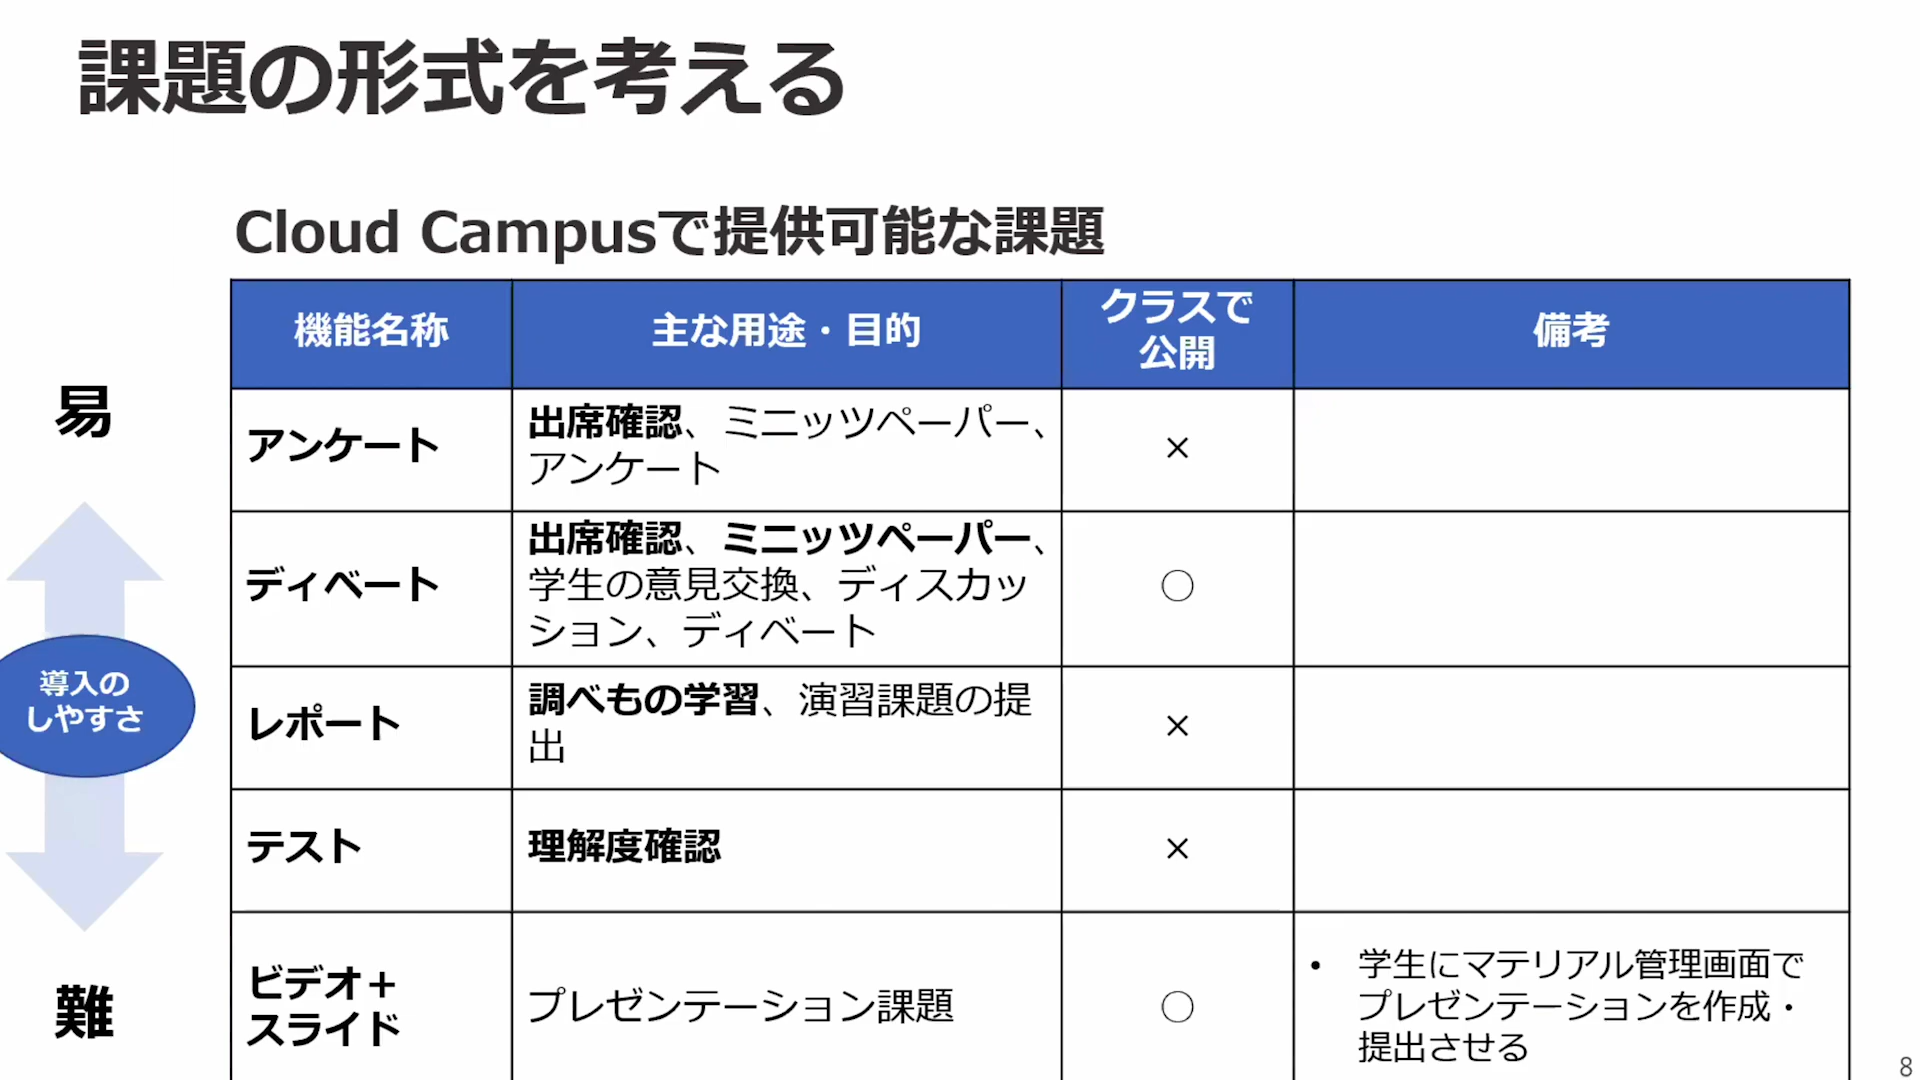 課題の形式を考える
Cloud Campusで提供可能な課題
機能名称
主な用途・目的
クラスで
公開
備考
易
導入の
しやすさ
難
アンケート
出席確認、ミニッツペーパー、
アンケート
×
ディベート
出席確認、ミニッツペーパー、
学生の意見交換、ディスカッ
ション、ディベート
○
レポート
調べもの学習、演習課題の提
出
×
テスト
理解度確認
×
ビデオ＋
スライド
プレゼンテーション課題
○
• 学生にマテリアル管理画面で
プレゼンテーションを作成・
提出させる
8